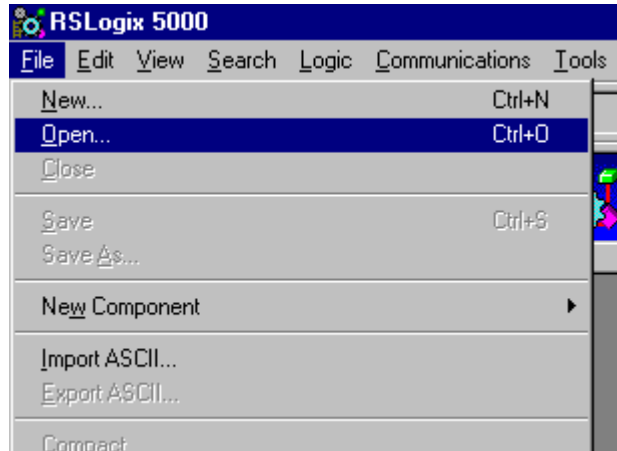 RSLogix 5000
File Edit View Search Logic Communications Tools
New... Ctrl+N
Open... Ctrl+O
Close
Save Ctrl+S
Save As...
New Component
Import ASCII...
Export ASCII...
Compact